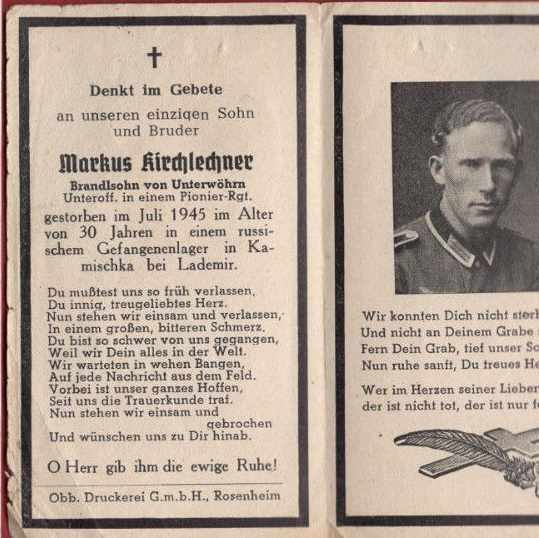 Denkt im Gebete
an unseren einzigen Sohn
und Bruder
Markus Kirchlechner
Brandlsohn von Unterwöhrn
Unteroff. in einem Pionier-Rgt.
gestorben im Juli 1945 im Alter
von 30 Jahren in einem russi-
schem Gefangenenlager in Ka-
mischka bei Lademir.
Du mußtest uns so früh verlassen,
Du innig, treugeliebtes Herz.
Nun stehen wir einsam und verlassen,
In einem großen, bitteren Schmerz.
Du bist so schwer von uns gegangen,
Weil wir Dein alles in der Welt.
Wir warteten in wehen Bangen,
Auf jede Nachricht aus dem Feld.
Vorbei ist unser ganzes Hoffen,
Seit uns die Trauerkunde traf.
Nun stehen wir einsam und
gebrochen
Und wünschen uns zu Dir hinab.
O Herr gib ihm die ewige Ruhe!
Obb. Druckerei G.m.b.H., Rosenheim
Wir konnten Dich nicht
Und nicht an Deinem Grabe
Fern Dein Grab, tief unser
Nun ruhe sanft, Du treues
Wer im Herzen seiner
der ist nicht tot, der ist nur